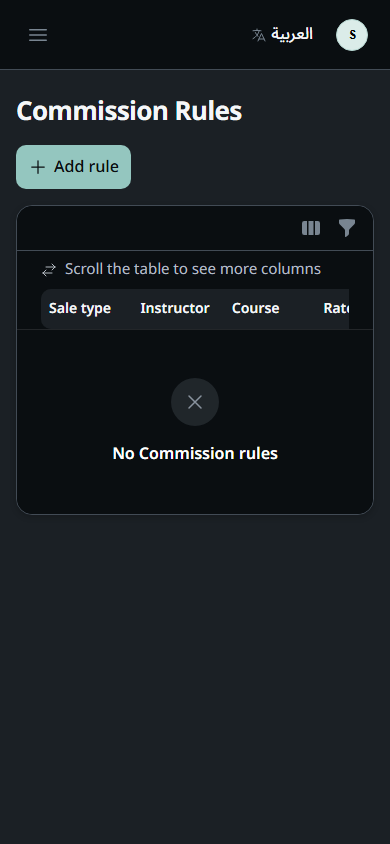 العربية
S
Commission Rules
Add rule
Scroll the table to see more columns
Sale type Instructor Course Rate
No Commission rules